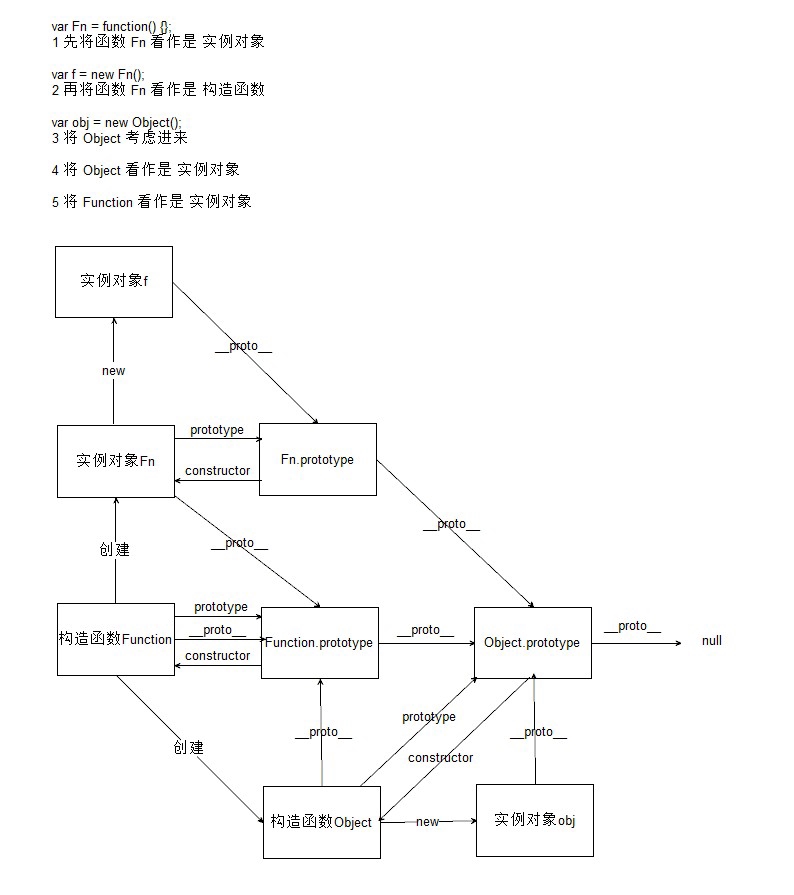 var Fn = function() {};
1 先将函数 Fn 看作是 实例对象
var f = new Fn();
2 再将函数 Fn 看作是 构造函数
var obj = new Object();
3 将 Object 考虑进来
4 将 Object 看作是 实例对象
5 将 Function 看作是 实例对象
实例对象f
__proto__
new
prototype
实例对象Fn
Fn.prototype
constructor
__proto__
创建
__proto__
prototype
__proto__
__proto__
__proto__
构造函数Function
Function.prototype
Object.prototype
null
constructor
prototype
__proto__
__proto__
创建
constructor
构造函数Object
new
实例对象obj